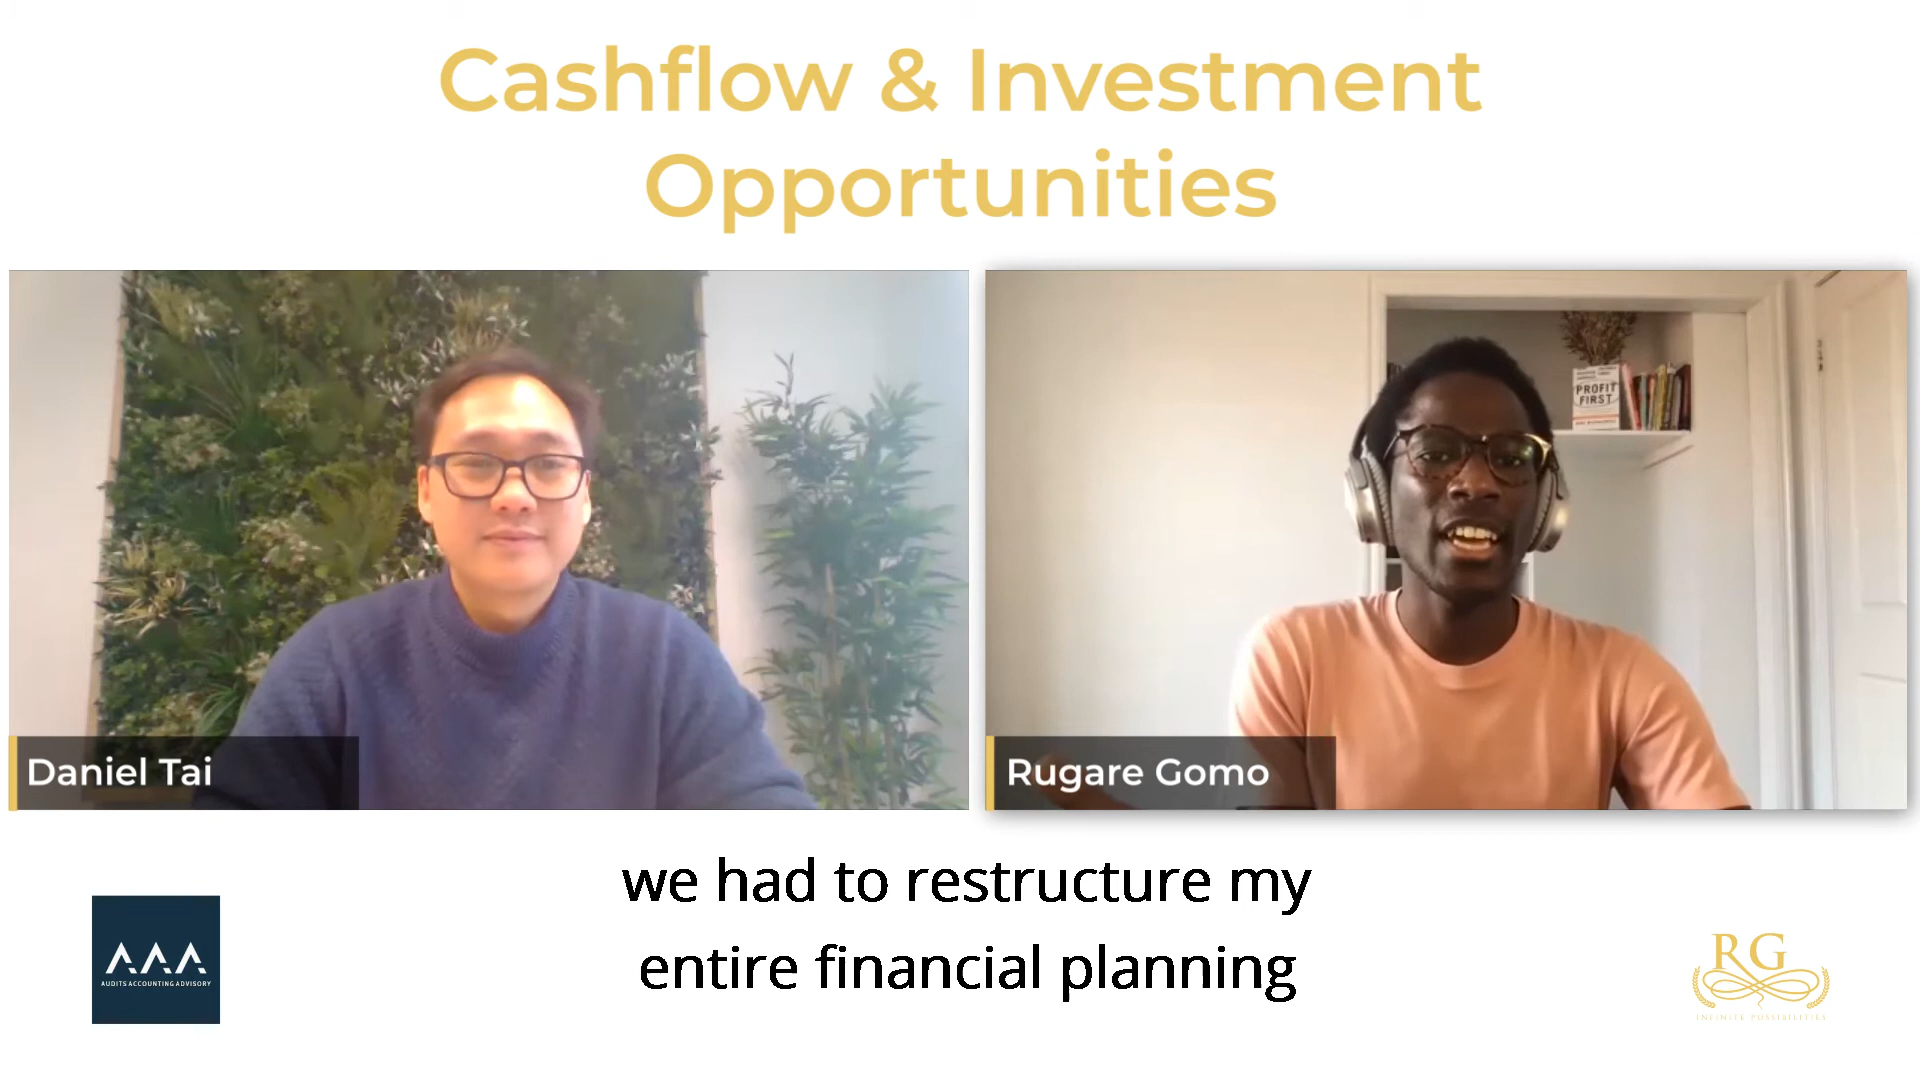 Cashflow & Investment
Opportunities
PROFIT
FIRST
Daniel Tai
Rugare Gomo
we had to restructure my
entire financial planning
AAA
AUDITS ACCOUNTING ADVISORY
RG
INFINITE POSSIBILITIES